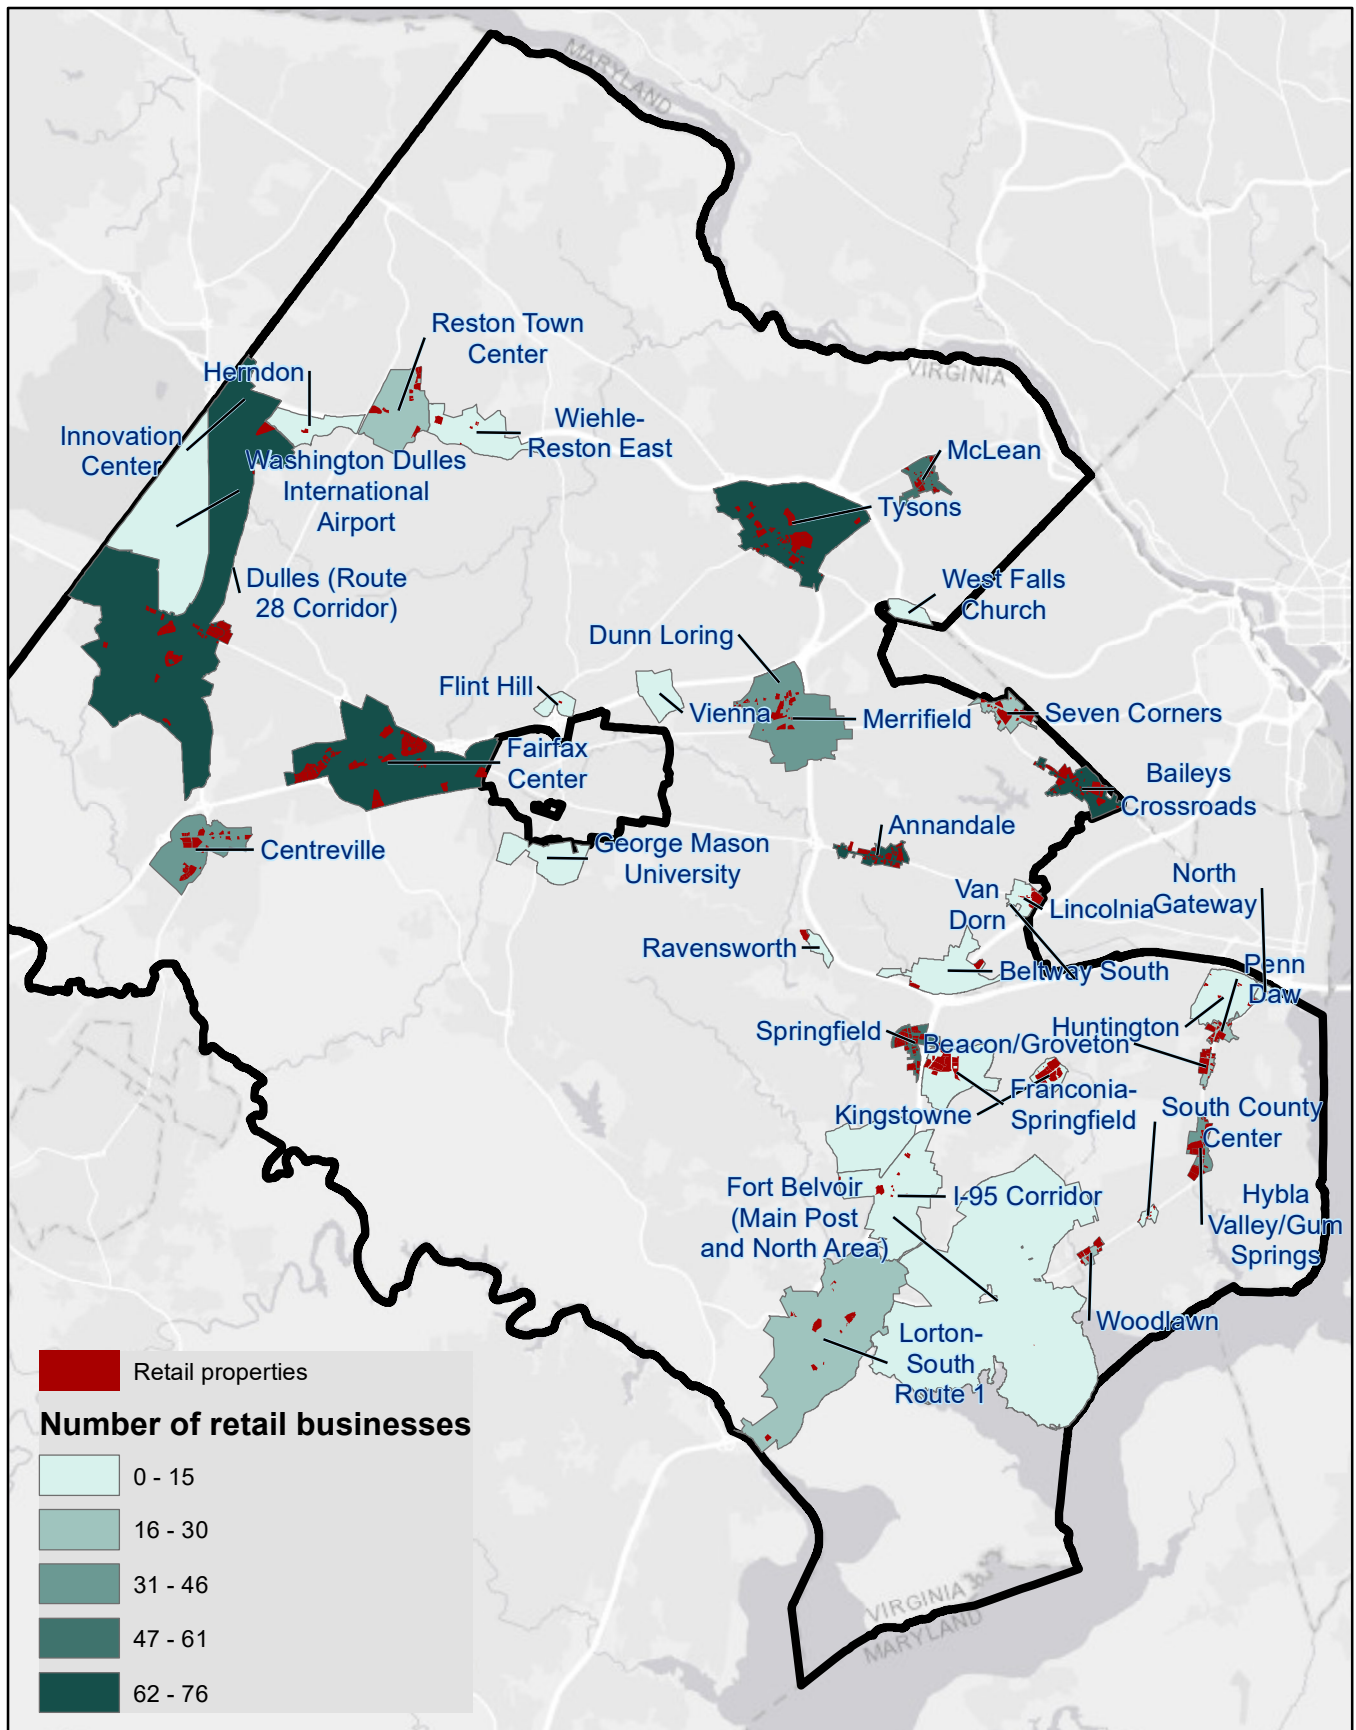 MARYLAND
VIRGINIA
Reston Town
Center
Herndon
Wiehle-
Reston East
Innovation
Center
Washington Dulles
International
Airport
McLean
Tysons
Dulles (Route
28 Corridor)
West Falls
Church
Dunn Loring
Flint Hill
Vienna
Merrifield
Seven Corners
Fairfax
Center
Baileys
Crossroads
Annandale
Centreville
George Mason
University
Van
Dorn
Lincolnia
North
Gateway
Ravensworth
Beltway South
Penn
Daw
Springfield
Huntington
Beacon/Groveton
Franconia-
Springfield
Kingstowne
South County
Center
Fort Belvoir
(Main Post
and North Area)
I-95 Corridor
Hybla
Valley/Gum
Springs
Woodlawn
Lorton-
South
Route 1
VIRGINIA
MARYLAND
Retail properties
Number of retail businesses
0 - 15
16 - 30
31 - 46
47 - 61
62 - 76